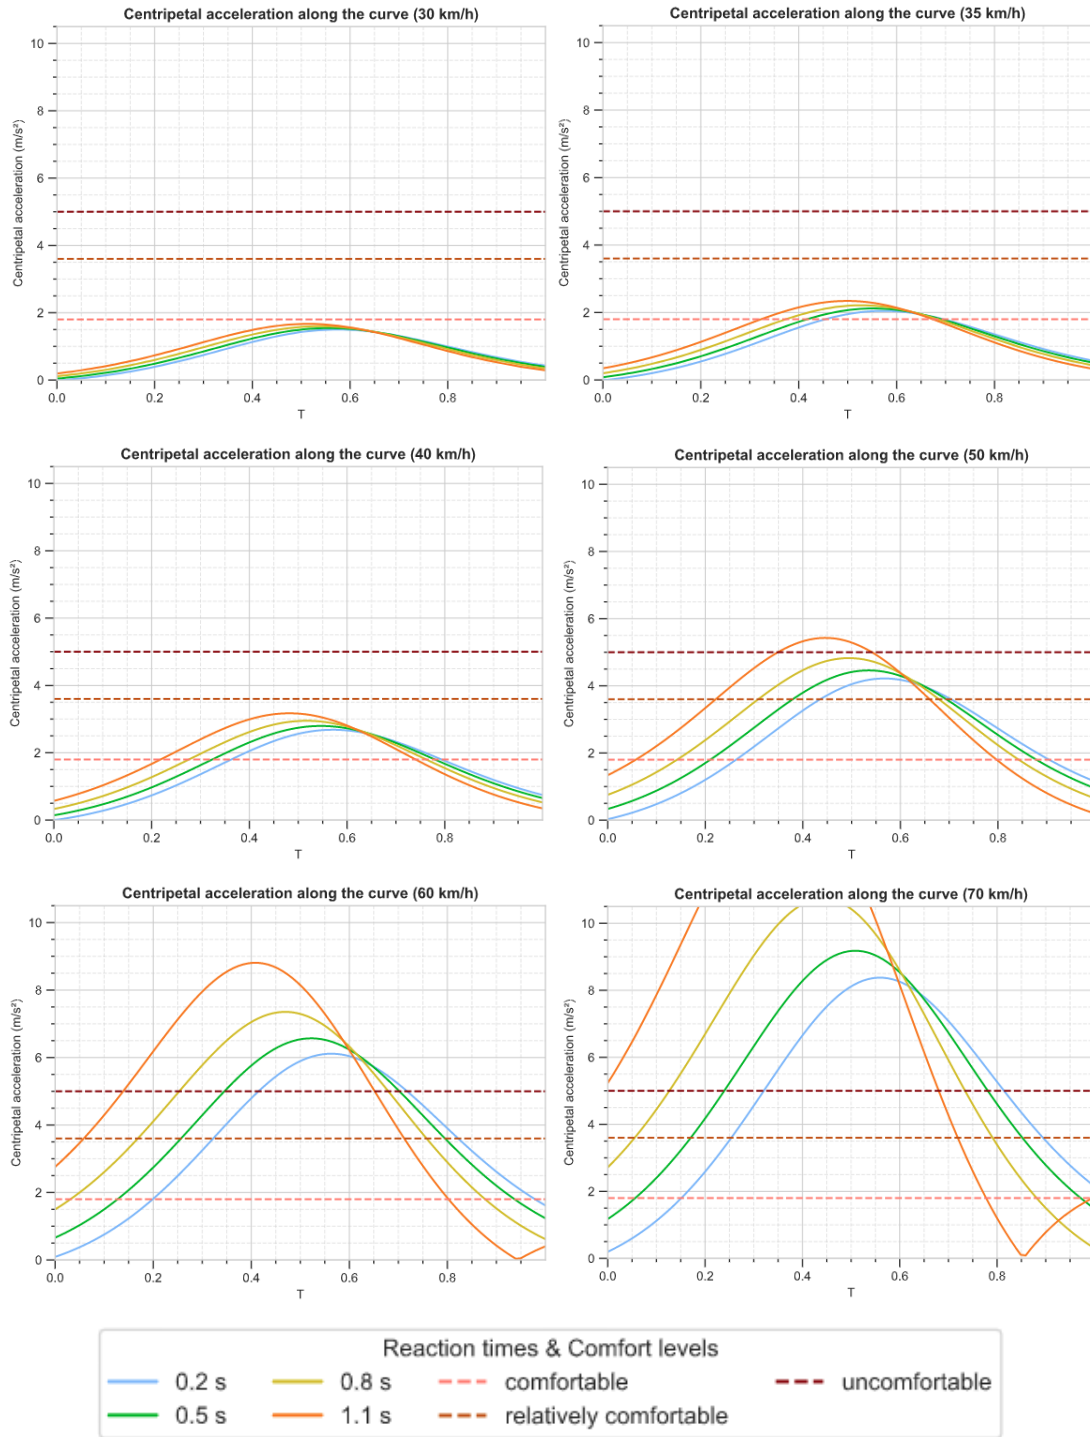 Centripetal acceleration along the curve (30 km/h)
Centripetal acceleration (m/s²)
10
8
6
4
2
0
0.0 0.2 0.4 0.6 0.8
T
Centripetal acceleration along the curve (35 km/h)
Centripetal acceleration (m/s²)
10
8
6
4
2
0
0.0 0.2 0.4 0.6 0.8
T
Centripetal acceleration along the curve (40 km/h)
Centripetal acceleration (m/s²)
10
8
6
4
2
0
0.0 0.2 0.4 0.6 0.8
T
Centripetal acceleration along the curve (50 km/h)
Centripetal acceleration (m/s²)
10
8
6
4
2
0
0.0 0.2 0.4 0.6 0.8
T
Centripetal acceleration along the curve (60 km/h)
Centripetal acceleration (m/s²)
10
8
6
4
2
0
0.0 0.2 0.4 0.6 0.8
T
Centripetal acceleration along the curve (70 km/h)
Centripetal acceleration (m/s²)
10
8
6
4
2
0
0.0 0.2 0.4 0.6 0.8
T
Reaction times & Comfort levels
0.2 s 0.8 s comfortable uncomfortable
0.5 s 1.1 s relatively comfortable